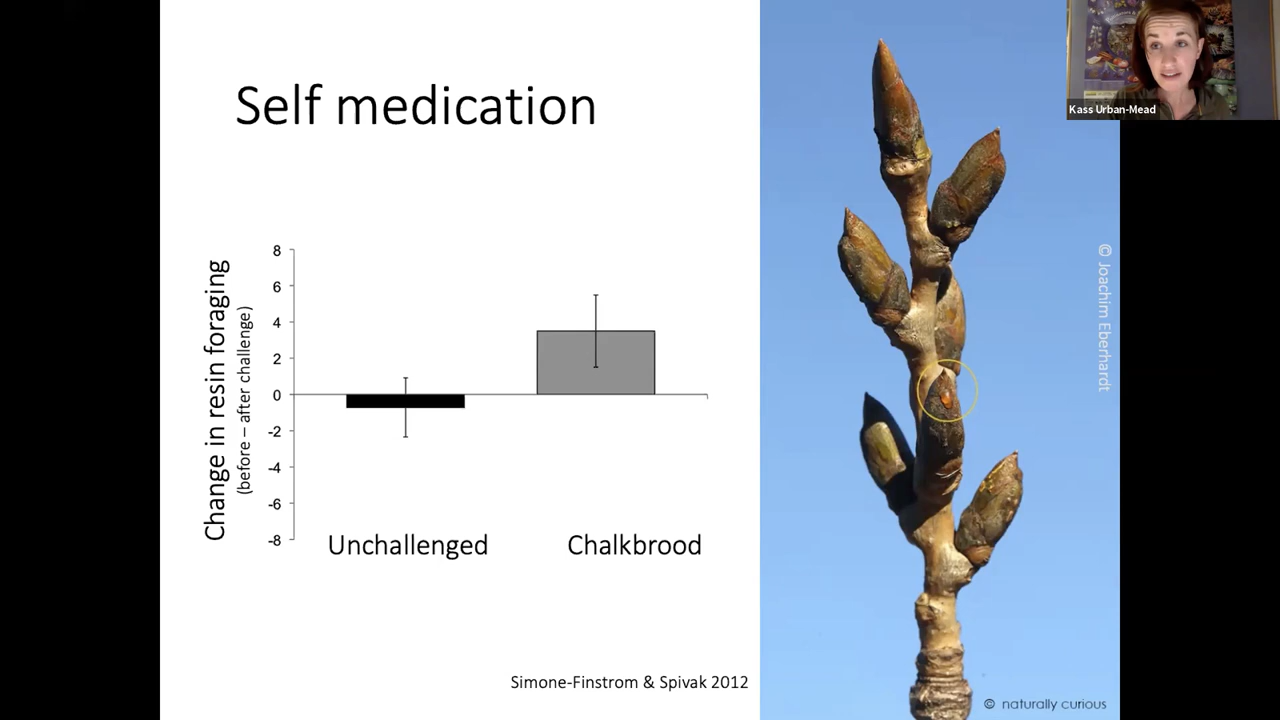 Self medication
Change in resin foraging
(before – after challenge)
8
6
4
2
0
-2
-4
-6
-8
Unchallenged
Chalkbrood
Simone-Finstrom & Spivak 2012
© Joachim Eberhardt
© naturally curious
Kass Urban-Mead